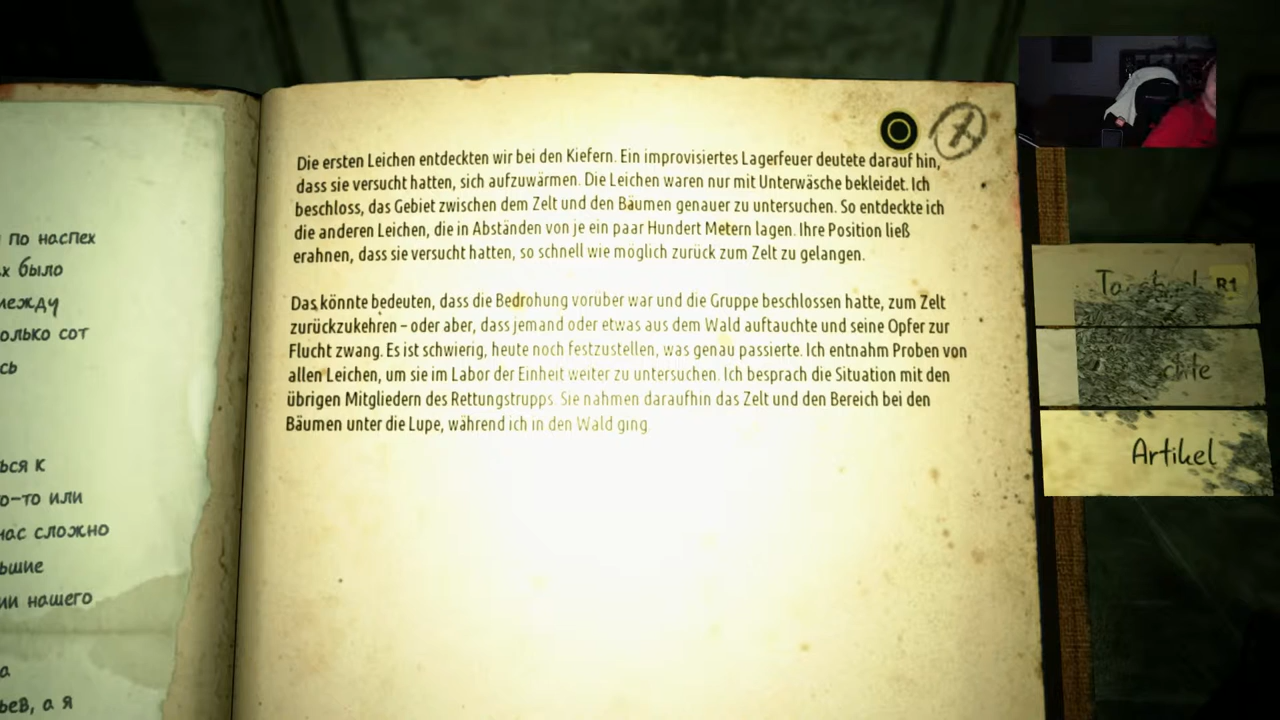 по наспех
х было
между
олько сот
сь
ься к
о-то или
нас сложно
ьшие
ии нашего
а
ьев, а я
Die ersten Leichen entdeckten wir bei den Kiefern. Ein improvisiertes Lagerfeuer deutete darauf hin,
dass sie versucht hatten, sich aufzuwärmen. Die Leichen waren nur mit Unterwäsche bekleidet. Ich
beschloss, das Gebiet zwischen dem Zelt und den Bäumen genauer zu untersuchen. So entdeckte ich
die anderen Leichen, die in Abständen von je ein paar Hundert Metern lagen. Ihre Position ließ
erahnen, dass sie versucht hatten, so schnell wie möglich zurück zum Zelt zu gelangen.
Das könnte bedeuten, dass die Bedrohung vorüber war und die Gruppe beschlossen hatte, zum Zelt
zurückzukehren – oder aber, dass jemand oder etwas aus dem Wald auftauchte und seine Opfer zur
Flucht zwang. Es ist schwierig, heute noch festzustellen, was genau passierte. Ich entnahm Proben von
allen Leichen, um sie im Labor der Einheit weiter zu untersuchen. Ich besprach die Situation mit den
übrigen Mitgliedern des Rettungstrupps. Sie nahmen daraufhin das Zelt und den Bereich bei den
Bäumen unter die Lupe, während ich in den Wald ging.
R1
Artikel